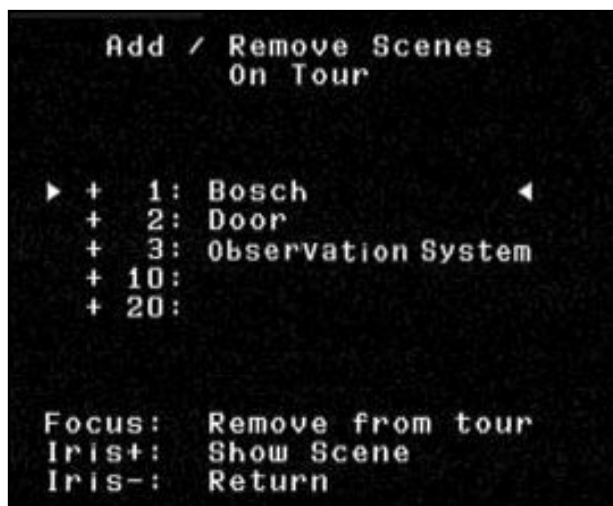 Add / Remove Scenes
On Tour
+ 1: Bosch
+ 2: Door
+ 3: Observation System
+ 10:
+ 20:
Focus: Remove from tour
Iris+: Show Scene
Iris-: Return